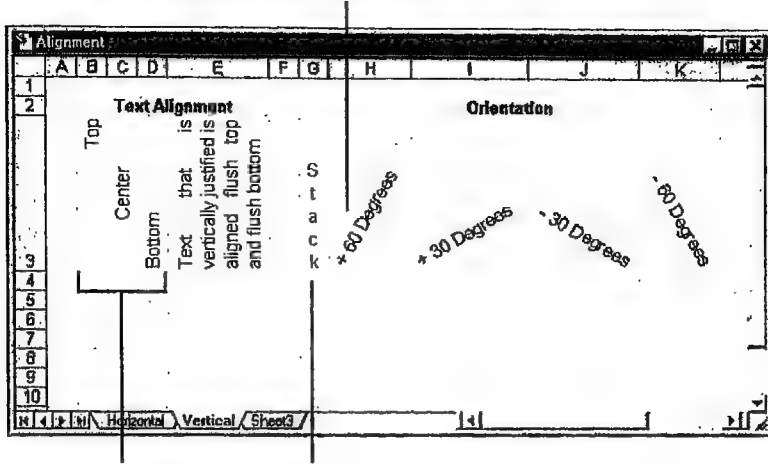 Alignment
A B C D E F G H I J K
1
2 Text Alignment Orientation
Top
Center
Bottom
Text that is
vertically justified is
aligned flush top
and flush bottom
Stack
+ 60 Degrees
+ 30 Degrees
- 30 Degrees
- 60 Degrees
3
4
5
6
7
8
9
10
Horizontal Vertical Sheet3